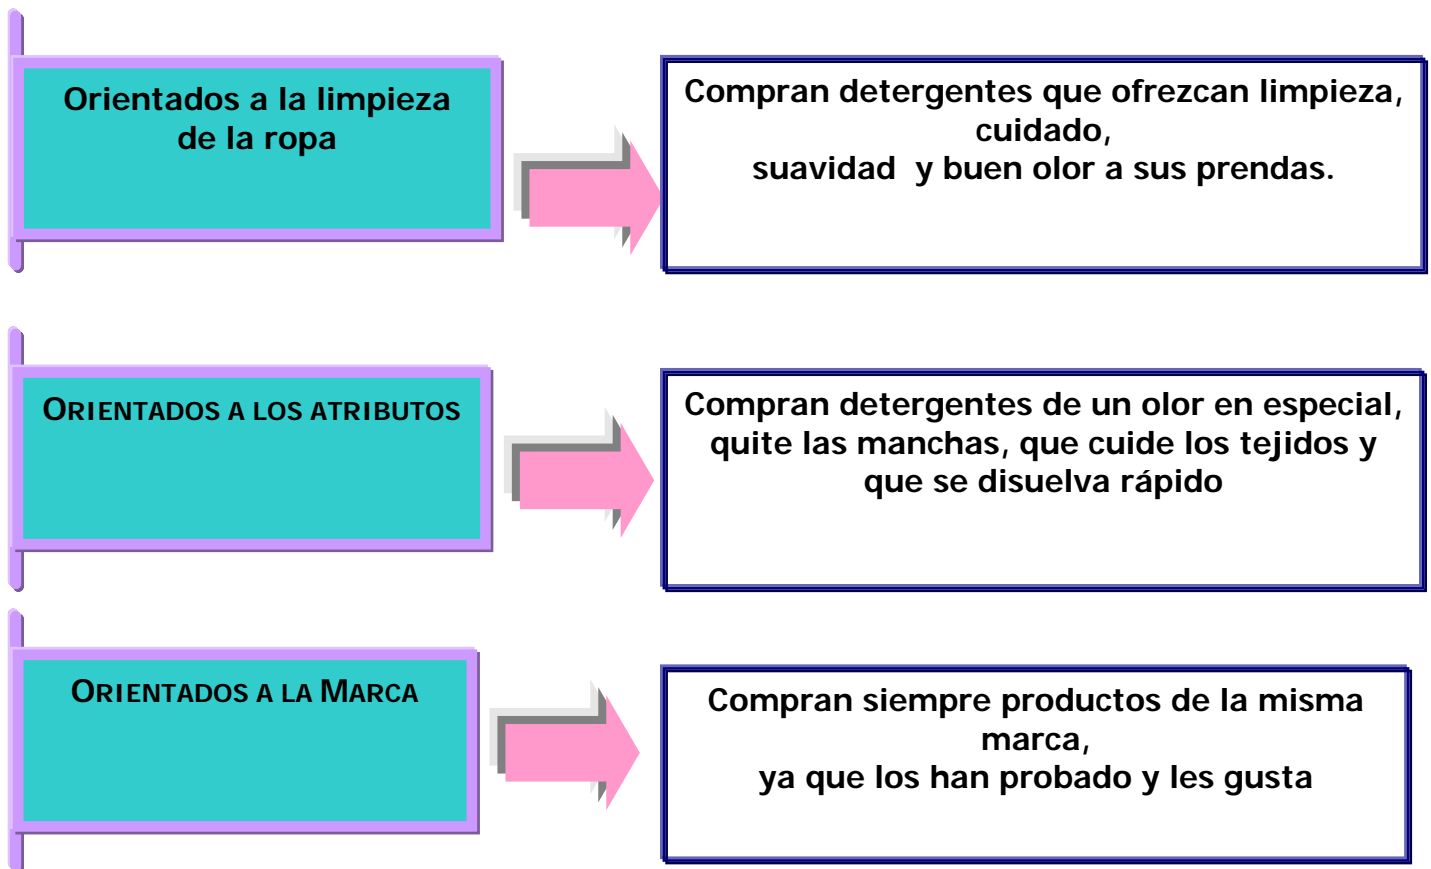 Orientados a la limpieza
de la ropa
Compran detergentes que ofrezcan limpieza,
cuidado,
suavidad  y buen olor a sus prendas.
ORIENTADOS A LOS ATRIBUTOS
Compran detergentes de un olor en especial,
quite las manchas, que cuide los tejidos y
que se disuelva rápido
ORIENTADOS A LA MARCA
Compran siempre productos de la misma
marca,
ya que los han probado y les gusta